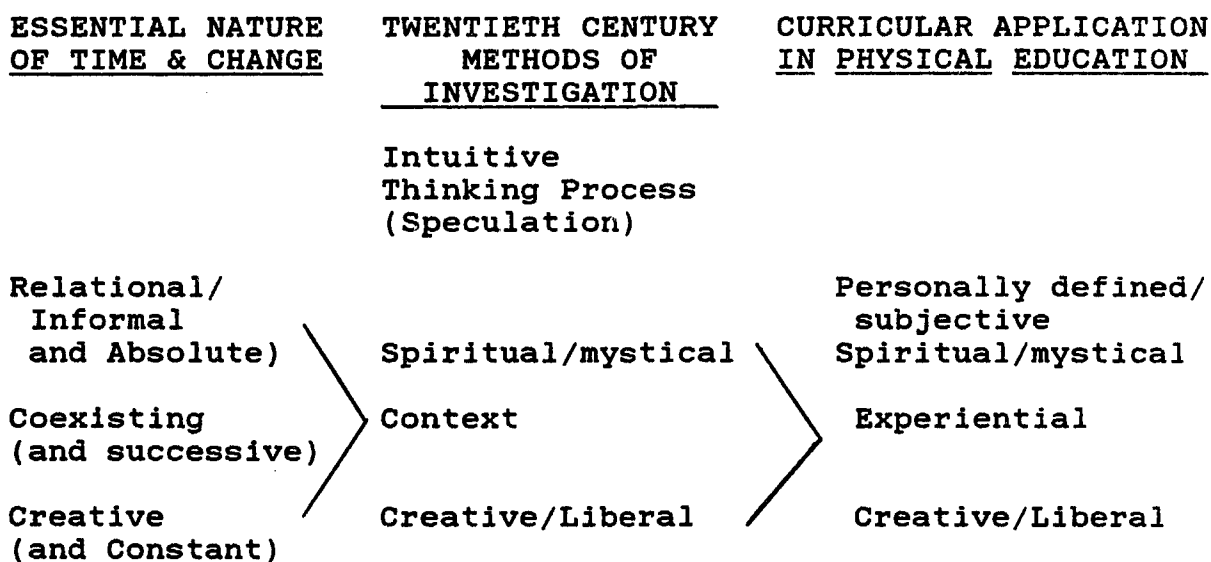 ESSENTIAL NATURE
OF TIME & CHANGE
TWENTIETH CENTURY
METHODS OF
INVESTIGATION
CURRICULAR APPLICATION
IN PHYSICAL EDUCATION
Intuitive
Thinking Process
(Speculation)
Relational/
Informal
and Absolute)
Spiritual/mystical
Personally defined/
subjective
Spiritual/mystical
Coexisting
(and successive)
Context
Experiential
Creative
(and Constant)
Creative/Liberal
Creative/Liberal